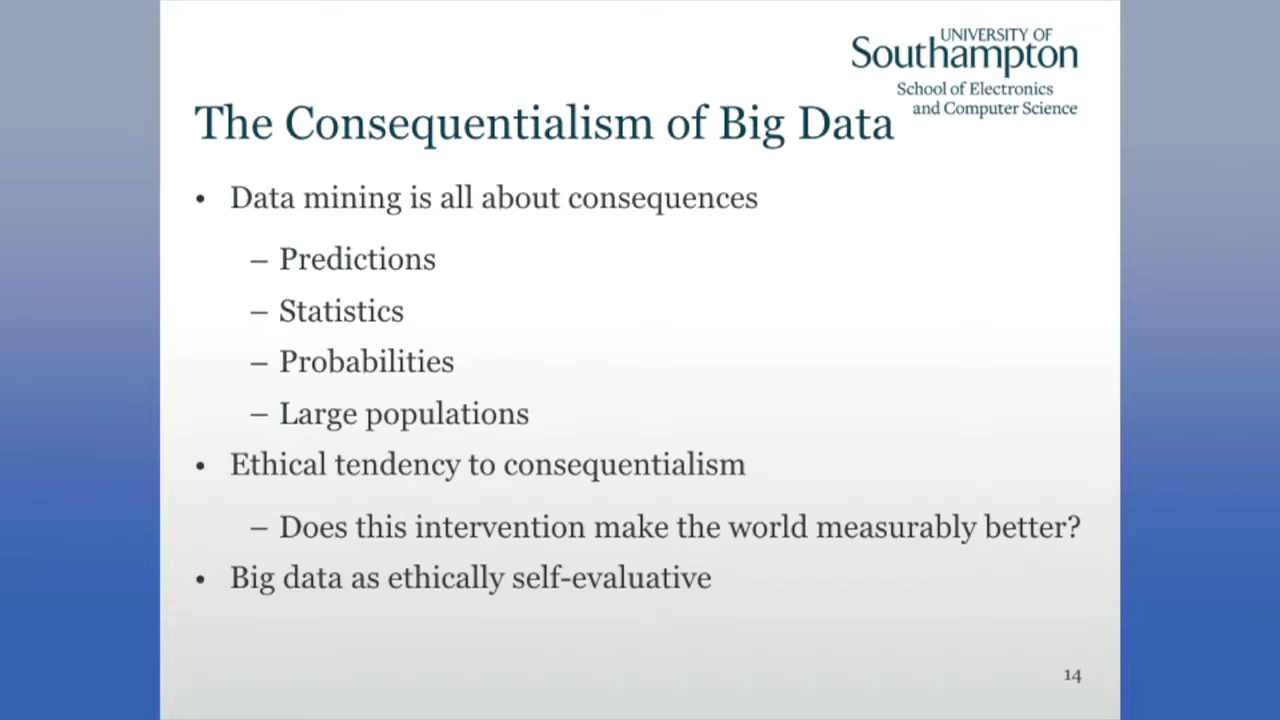 UNIVERSITY OF
Southampton
School of Electronics
and Computer Science
The Consequentialism of Big Data
• Data mining is all about consequences
– Predictions
– Statistics
– Probabilities
– Large populations
• Ethical tendency to consequentialism
– Does this intervention make the world measurably better?
• Big data as ethically self-evaluative
14